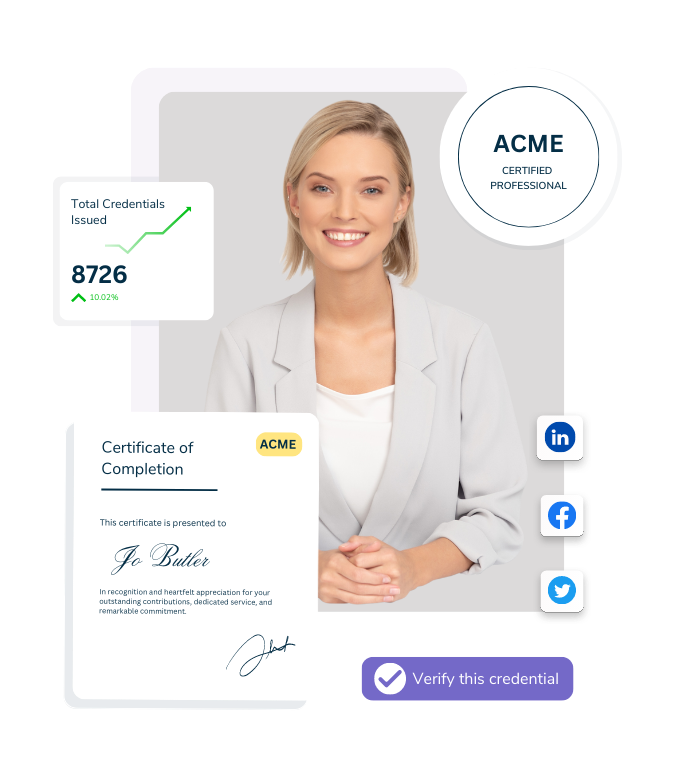 ACME
CERTIFIED
PROFESSIONAL
Total Credentials
Issued
8726
10.02%
Certificate of
Completion
ACME
This certificate is presented to
Jo Butler
In recognition and heartfelt appreciation for your
outstanding contributions, dedicated service, and
remarkable commitment.
in
f
Verify this credential